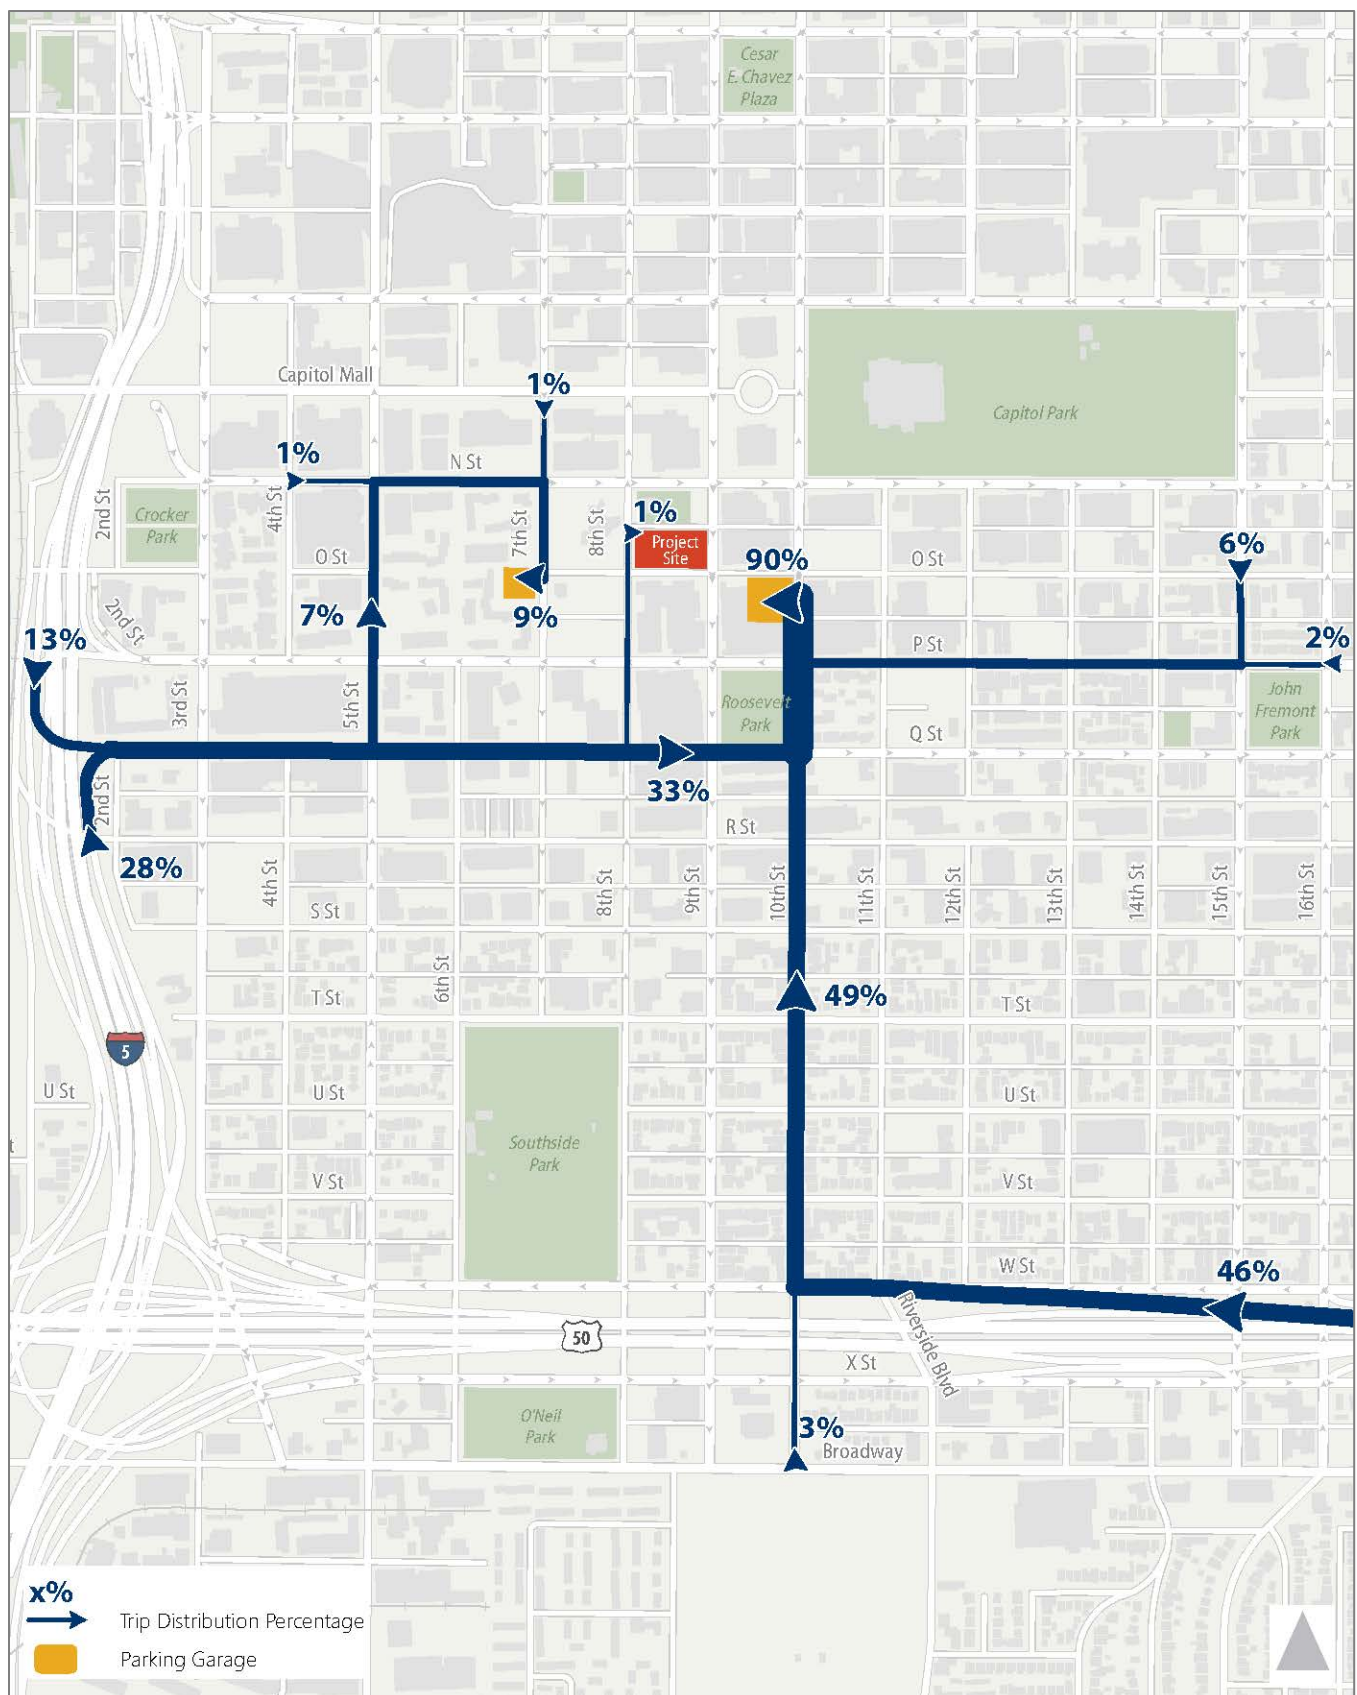 Cesar
E. Chavez
Plaza
Capitol Mall
1%
Capitol Park
1%
N St
2nd St
Crocker
Park
4th St
O St
7th St
8th St
1%
Project
Site
90%
O St
6%
2nd St
13%
7%
9%
P St
2%
3rd St
5th St
Roosevelt
Park
Q St
John
Fremont
Park
33%
2nd St
R St
28%
4th St
S St
8th St
9th St
10th St
11th St
12th St
13th St
14th St
15th St
16th St
6th St
T St
49%
T St
5
U St
U St
U St
t
Southside
Park
V St
V St
W St
46%
50
Riverside Blvd
X St
O'Neil
Park
3%
Broadway
x%
Trip Distribution Percentage
Parking Garage